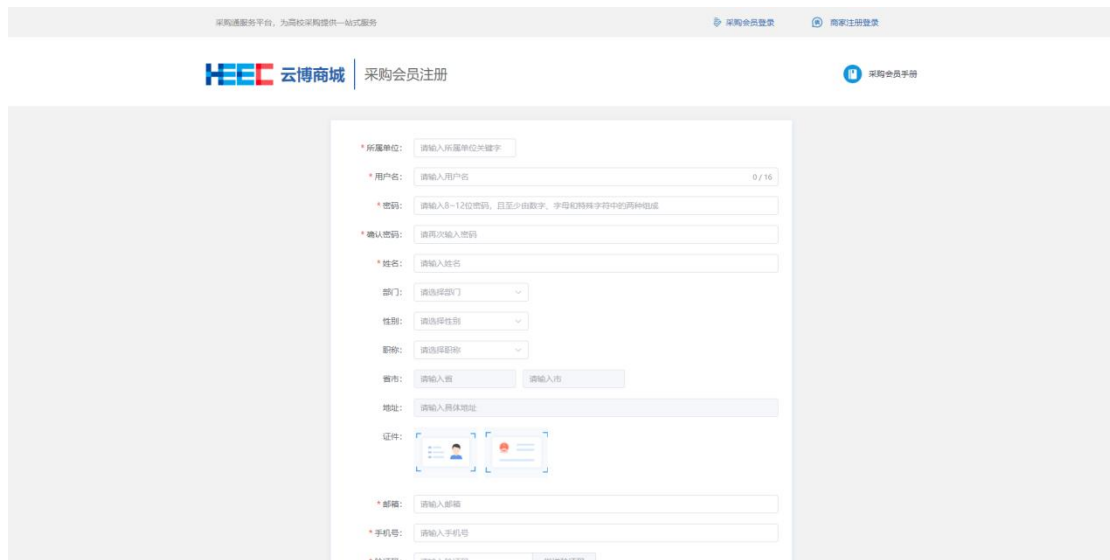 采购通服务平台，为高校采购提供一站式服务 采购会员登录 商家注册登录
HEEC 云博商城 采购会员注册 采购会员手册
*所属单位： 请输入所属单位关键字
*用户名： 请输入用户名 0/16
*密码： 请输入8~12位密码，且至少由数字、字母和特殊字符中的两种组成
*确认密码： 请再次输入密码
*姓名： 请输入姓名
部门： 请选择部门
性别： 请选择性别
职称： 请选择职称
省市： 请输入省 请输入市
地址： 请输入具体地址
证件：
*邮箱： 请输入邮箱
*手机号： 请输入手机号